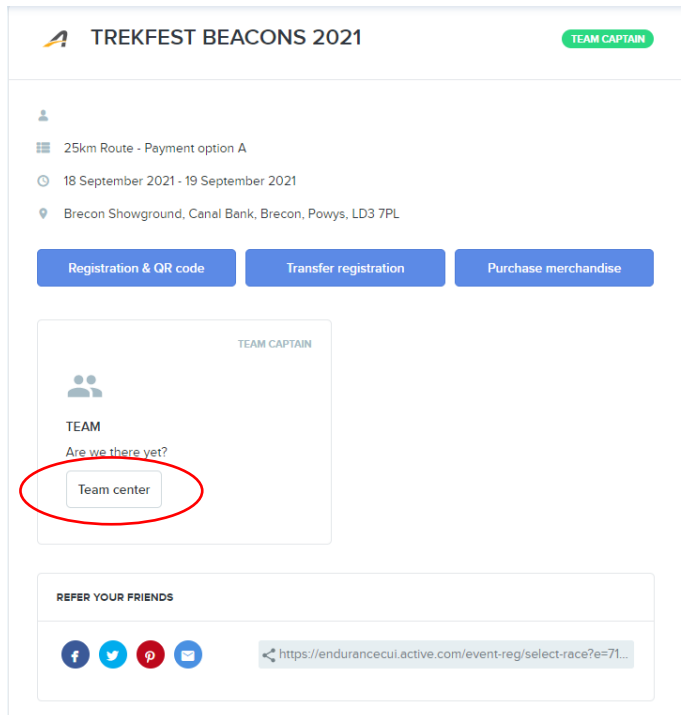 TREKFEST BEACONS 2021
TEAM CAPTAIN
25km Route - Payment option A
18 September 2021 - 19 September 2021
Brecon Showground, Canal Bank, Brecon, Powys, LD3 7PL
Registration & QR code
Transfer registration
Purchase merchandise
TEAM CAPTAIN
TEAM
Are we there yet?
Team center
REFER YOUR FRIENDS
https://endurancecui.active.com/event-reg/select-race?e=71...